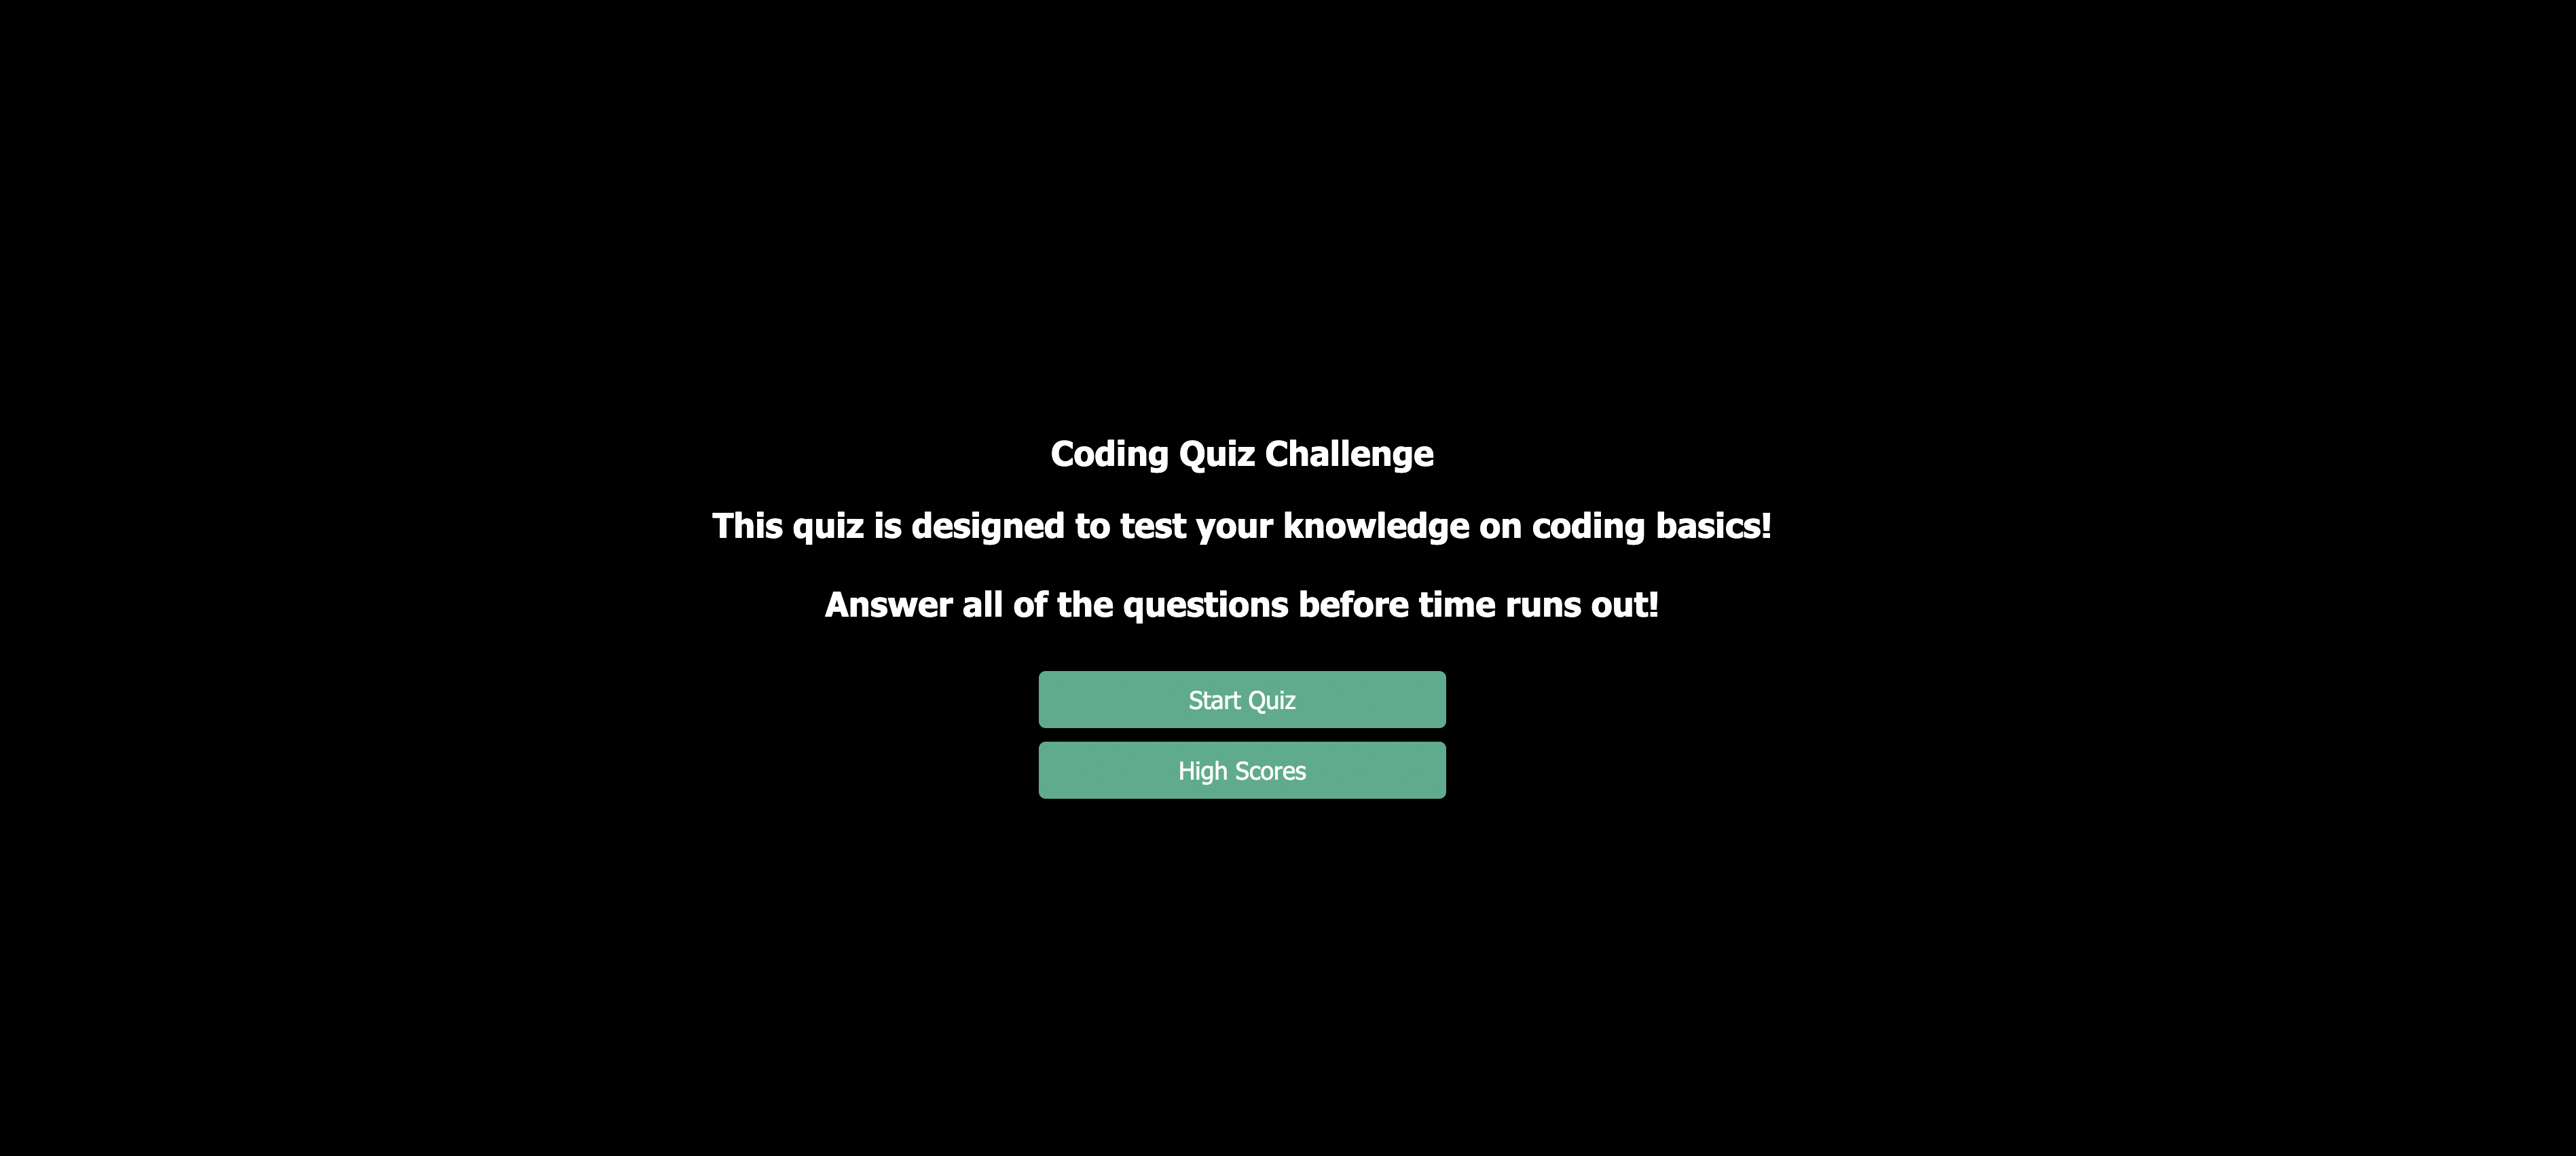 Coding Quiz Challenge
This quiz is designed to test your knowledge on coding basics!
Answer all of the questions before time runs out!
Start Quiz
High Scores